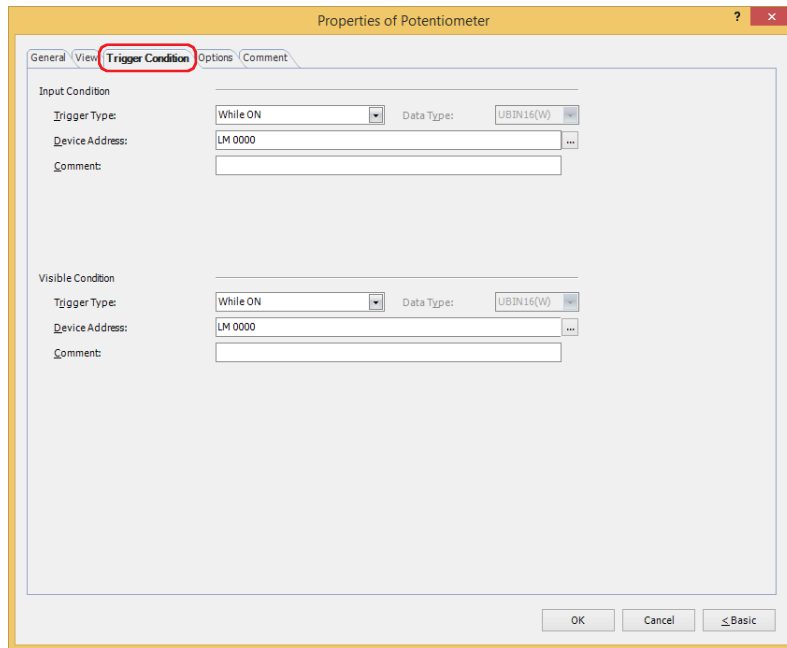 Properties of Potentiometer
? ×
General View Trigger Condition Options Comment
Input Condition
Trigger Type: While ON Data Type: UBIN16(W)
Device Address: LM 0000 ...
Comment:
Visible Condition
Trigger Type: While ON Data Type: UBIN16(W)
Device Address: LM 0000 ...
Comment:
OK Cancel < Basic